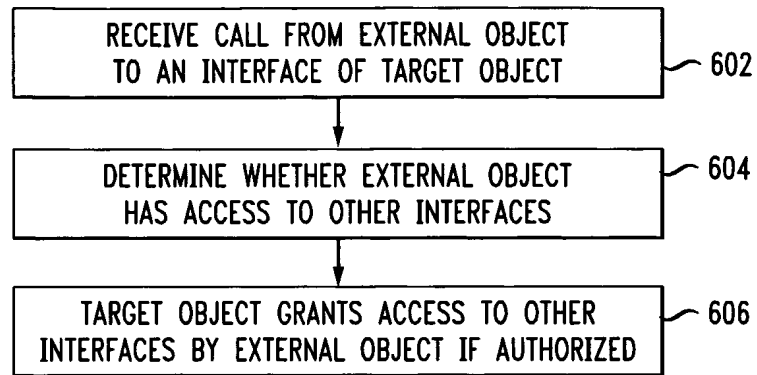 RECEIVE CALL FROM EXTERNAL OBJECT
TO AN INTERFACE OF TARGET OBJECT
602
DETERMINE WHETHER EXTERNAL OBJECT
HAS ACCESS TO OTHER INTERFACES
604
TARGET OBJECT GRANTS ACCESS TO OTHER
INTERFACES BY EXTERNAL OBJECT IF AUTHORIZED
606